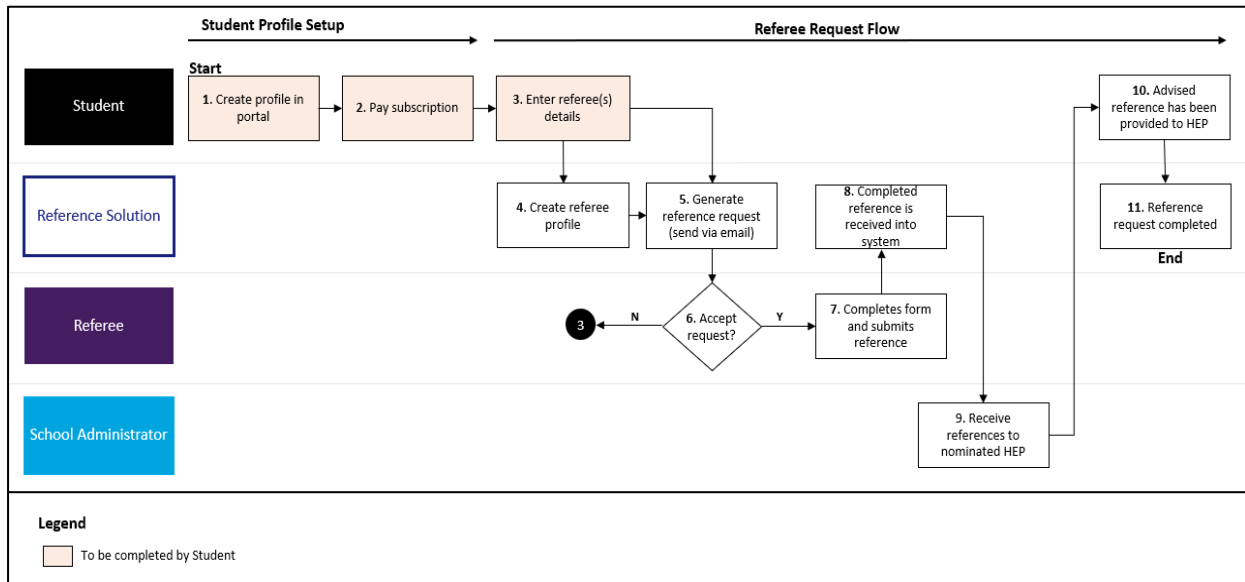 Student Profile Setup
Referee Request Flow
Start
Student
1. Create profile in
portal
2. Pay subscription
3. Enter referee(s)
details
10. Advised
reference has been
provided to HEP
Reference Solution
4. Create referee
profile
5. Generate
reference request
(send via email)
8. Completed
reference is
received into
system
11. Reference
request completed
End
Referee
3
N
6. Accept
request?
Y
7. Completes form
and submits
reference
School Administrator
9. Receive
references to
nominated HEP
Legend
To be completed by Student